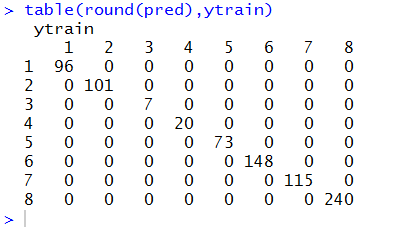 > table(round(pred),ytrain)
   ytrain
      1   2   3   4   5   6   7   8
  1  96   0   0   0   0   0   0   0
  2   0 101   0   0   0   0   0   0
  3   0   0   7   0   0   0   0   0
  4   0   0   0  20   0   0   0   0
  5   0   0   0   0  73   0   0   0
  6   0   0   0   0   0 148   0   0
  7   0   0   0   0   0   0 115   0
  8   0   0   0   0   0   0   0 240
>